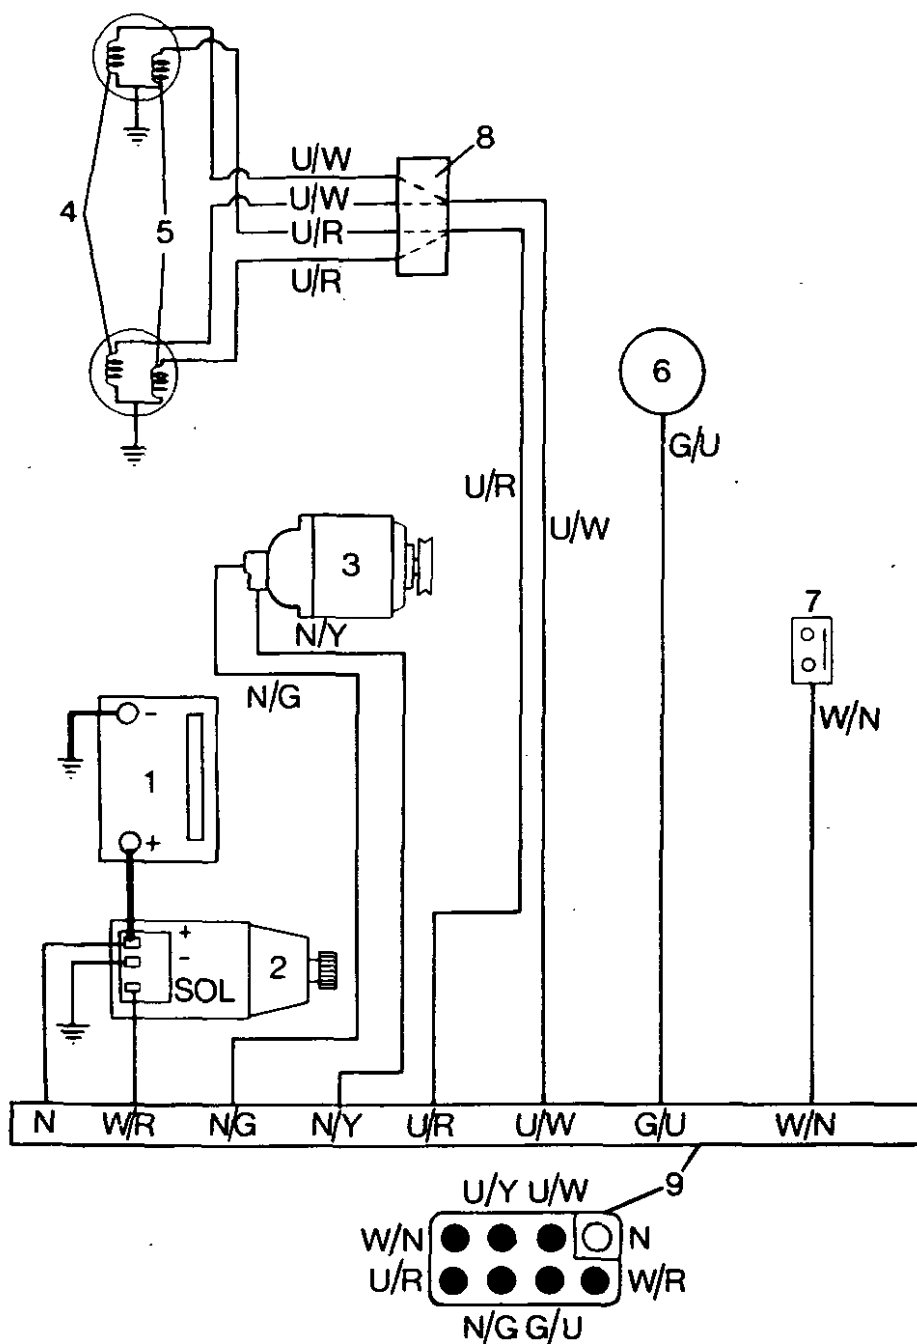 U/W
8
U/W
4
5
U/R
U/R
6
G/U
U/R
U/W
3
7
N/Y
N/G
W/N
-
1
+
+
-
2
SOL
N W/R N/G N/Y U/R U/W G/U W/N
9
U/Y U/W
W/N N
U/R W/R
N/G G/U